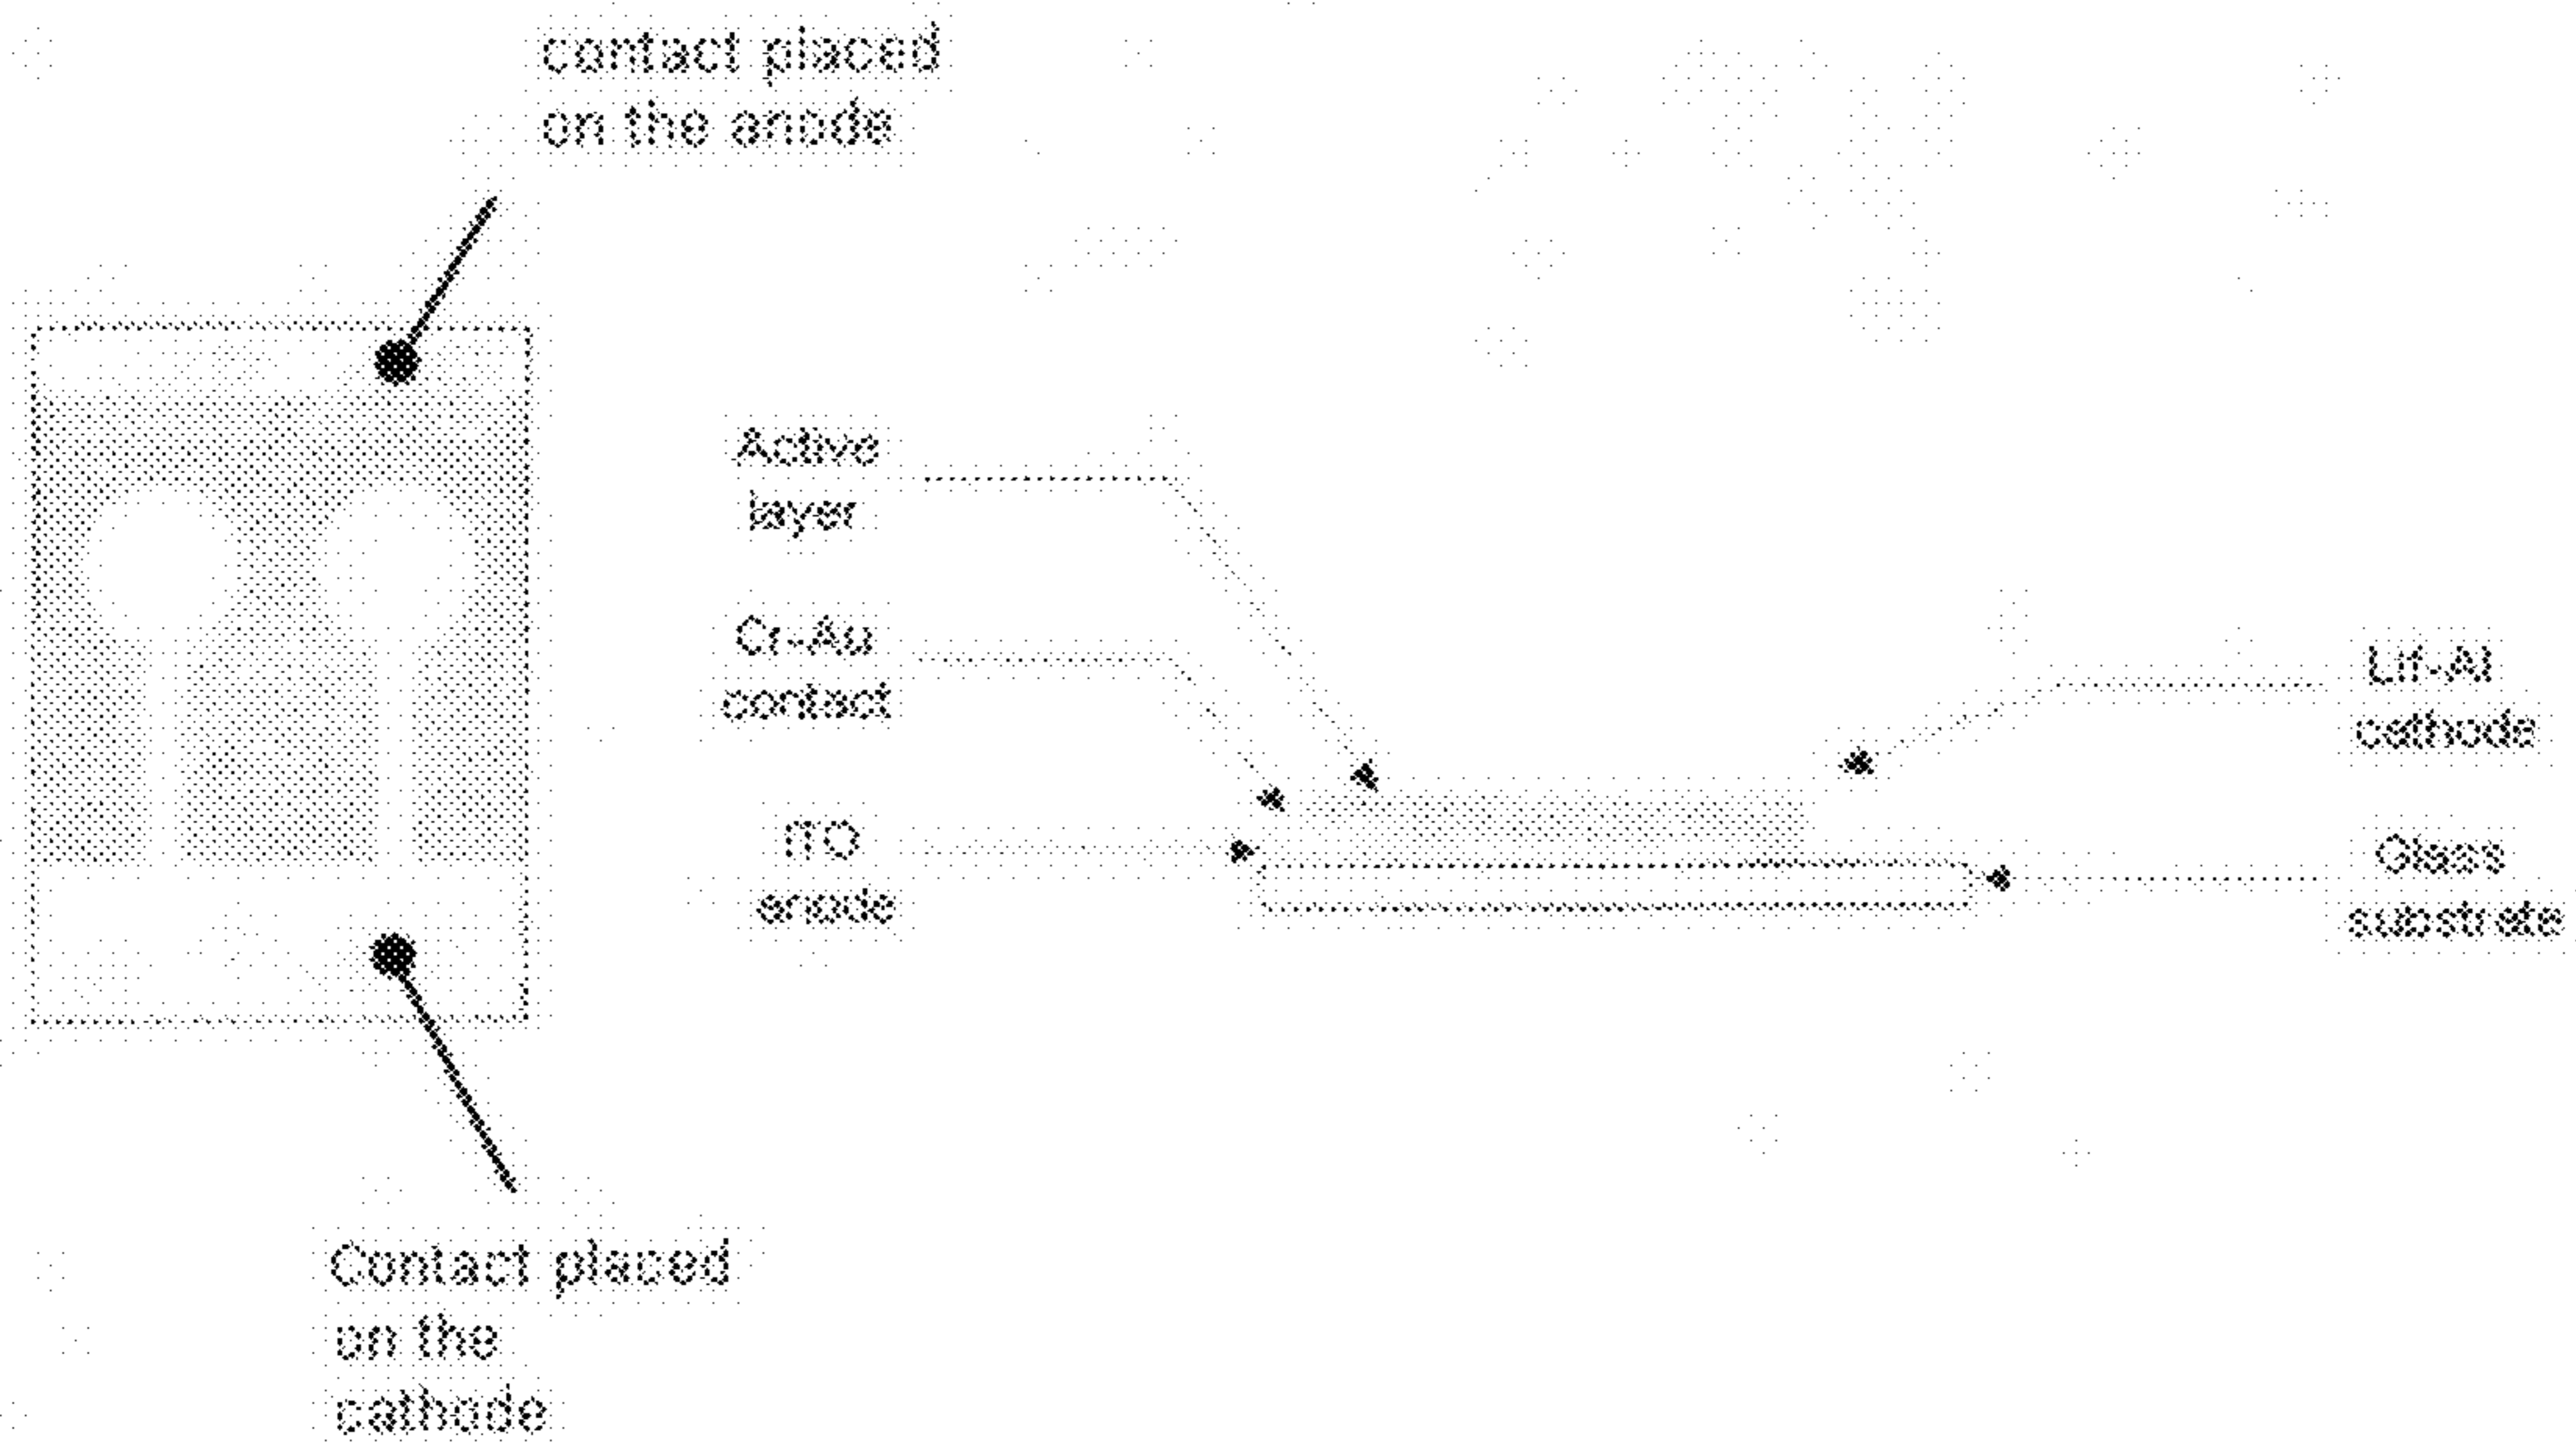 contact placed
on the anode
Active
layer
Cr-Au
contact
ITO
anode
Lif-Al
cathode
Glass
substrate
Contact placed
on the
cathode